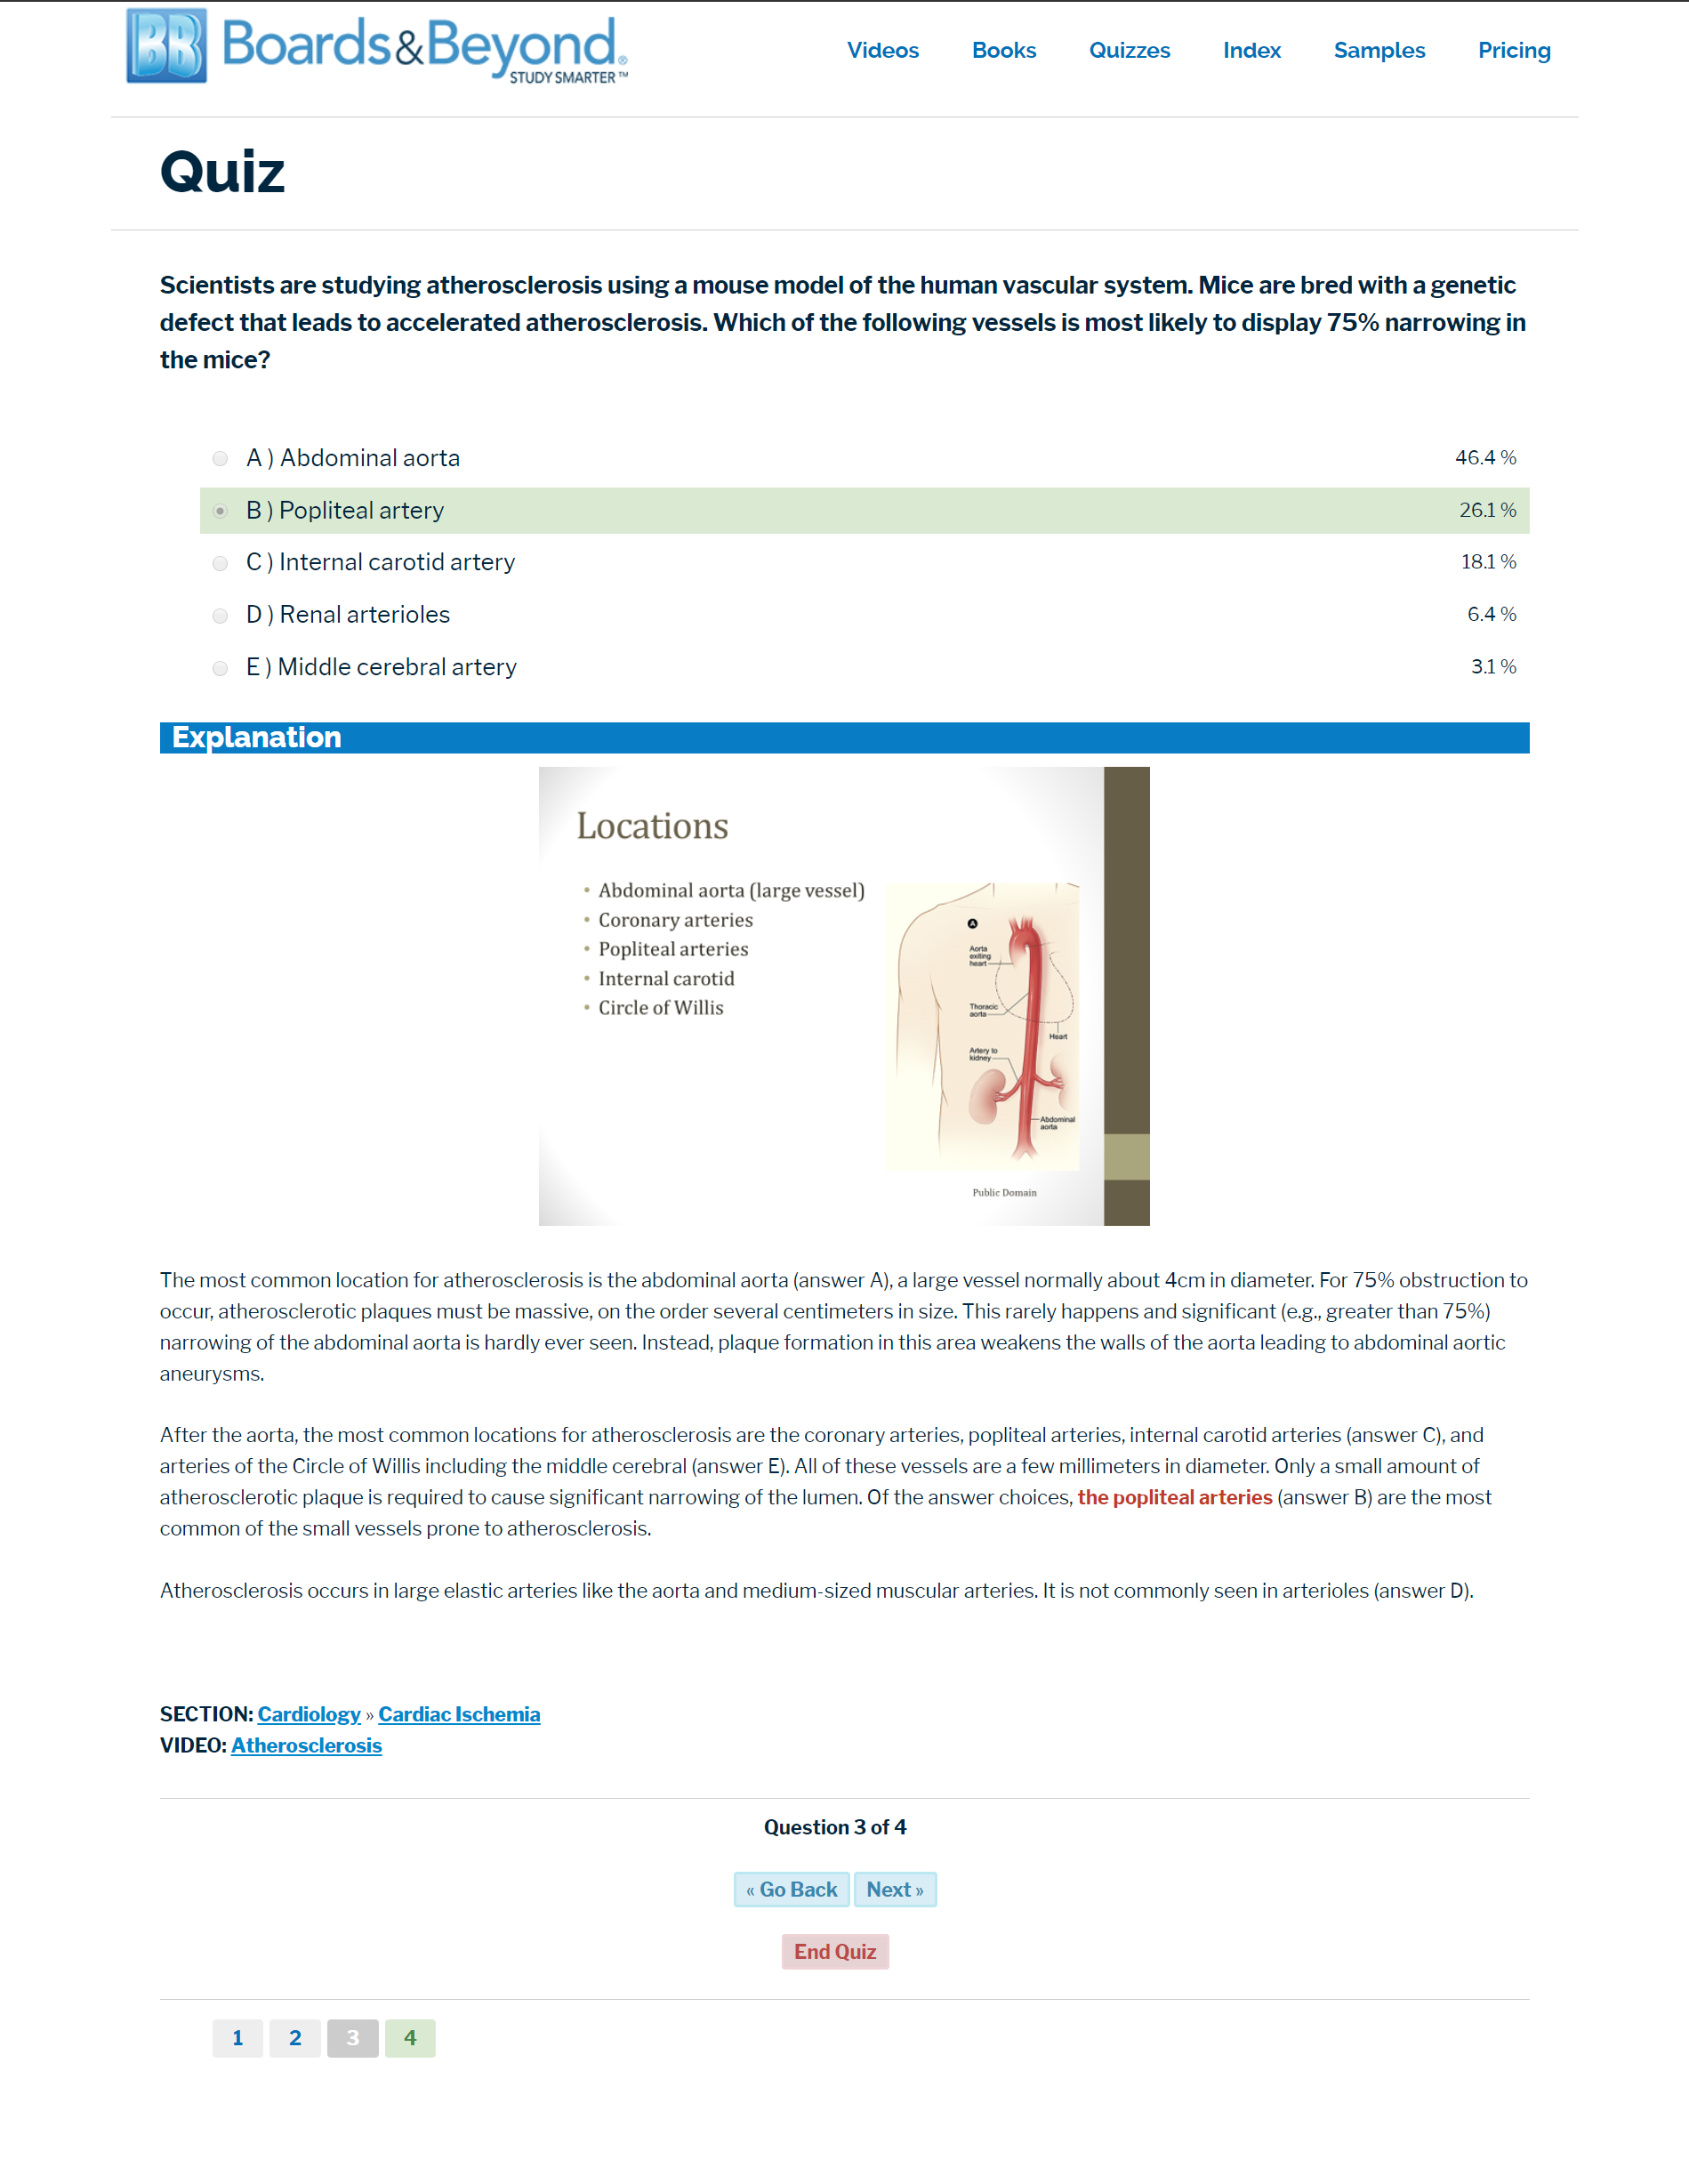 BB Boards&Beyond®
STUDY SMARTER™
Videos Books Quizzes Index Samples Pricing
Quiz
Scientists are studying atherosclerosis using a mouse model of the human vascular system. Mice are bred with a genetic
defect that leads to accelerated atherosclerosis. Which of the following vessels is most likely to display 75% narrowing in
the mice?
A ) Abdominal aorta 46.4 %
B ) Popliteal artery 26.1 %
C ) Internal carotid artery 18.1 %
D ) Renal arterioles 6.4 %
E ) Middle cerebral artery 3.1 %
Explanation
Locations
• Abdominal aorta (large vessel)
• Coronary arteries
• Popliteal arteries
• Internal carotid
• Circle of Willis
A
Aorta
exiting
heart
Thoracic
aorta
Heart
Artery to
kidney
Abdominal
aorta
Public Domain
The most common location for atherosclerosis is the abdominal aorta (answer A), a large vessel normally about 4cm in diameter. For 75% obstruction to
occur, atherosclerotic plaques must be massive, on the order several centimeters in size. This rarely happens and significant (e.g., greater than 75%)
narrowing of the abdominal aorta is hardly ever seen. Instead, plaque formation in this area weakens the walls of the aorta leading to abdominal aortic
aneurysms.
After the aorta, the most common locations for atherosclerosis are the coronary arteries, popliteal arteries, internal carotid arteries (answer C), and
arteries of the Circle of Willis including the middle cerebral (answer E). All of these vessels are a few millimeters in diameter. Only a small amount of
atherosclerotic plaque is required to cause significant narrowing of the lumen. Of the answer choices, the popliteal arteries (answer B) are the most
common of the small vessels prone to atherosclerosis.
Atherosclerosis occurs in large elastic arteries like the aorta and medium-sized muscular arteries. It is not commonly seen in arterioles (answer D).
SECTION: Cardiology » Cardiac Ischemia
VIDEO: Atherosclerosis
Question 3 of 4
« Go Back Next »
End Quiz
1 2 3 4